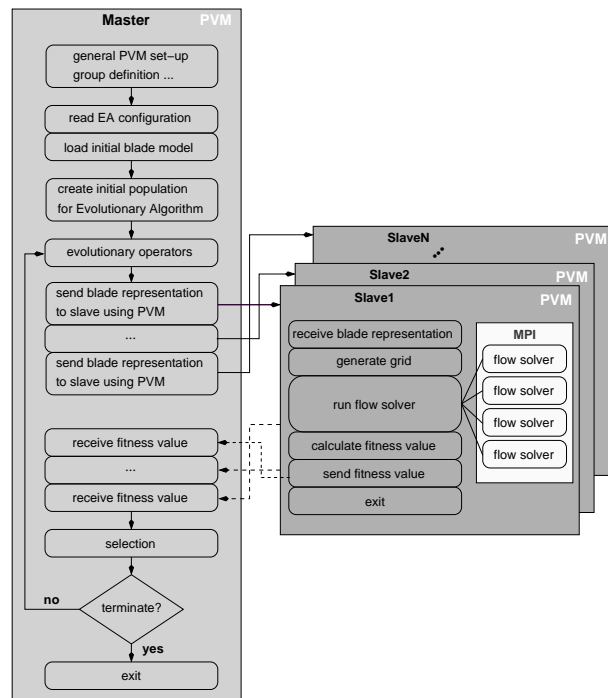 Master
PVM
general PVM set-up
group definition ...
read EA configuration
load initial blade model
create initial population
for Evolutionary Algorithm
evolutionary operators
send blade representation
to slave using PVM
...
send blade representation
to slave using PVM
receive fitness value
...
receive fitness value
selection
terminate?
no
yes
exit
SlaveN
PVM
Slave2
PVM
Slave1
PVM
receive blade representation
generate grid
run flow solver
calculate fitness value
send fitness value
exit
MPI
flow solver
flow solver
flow solver
flow solver